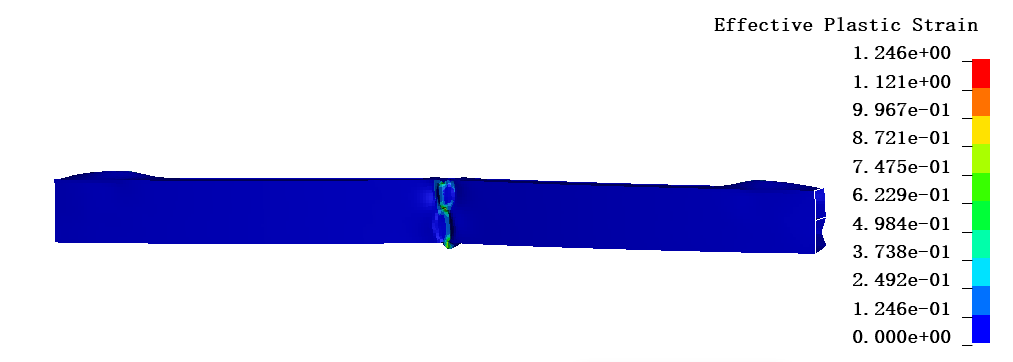 Effective Plastic Strain
1.246e+00
1.121e+00
9.967e-01
8.721e-01
7.475e-01
6.229e-01
4.984e-01
3.738e-01
2.492e-01
1.246e-01
0.000e+00